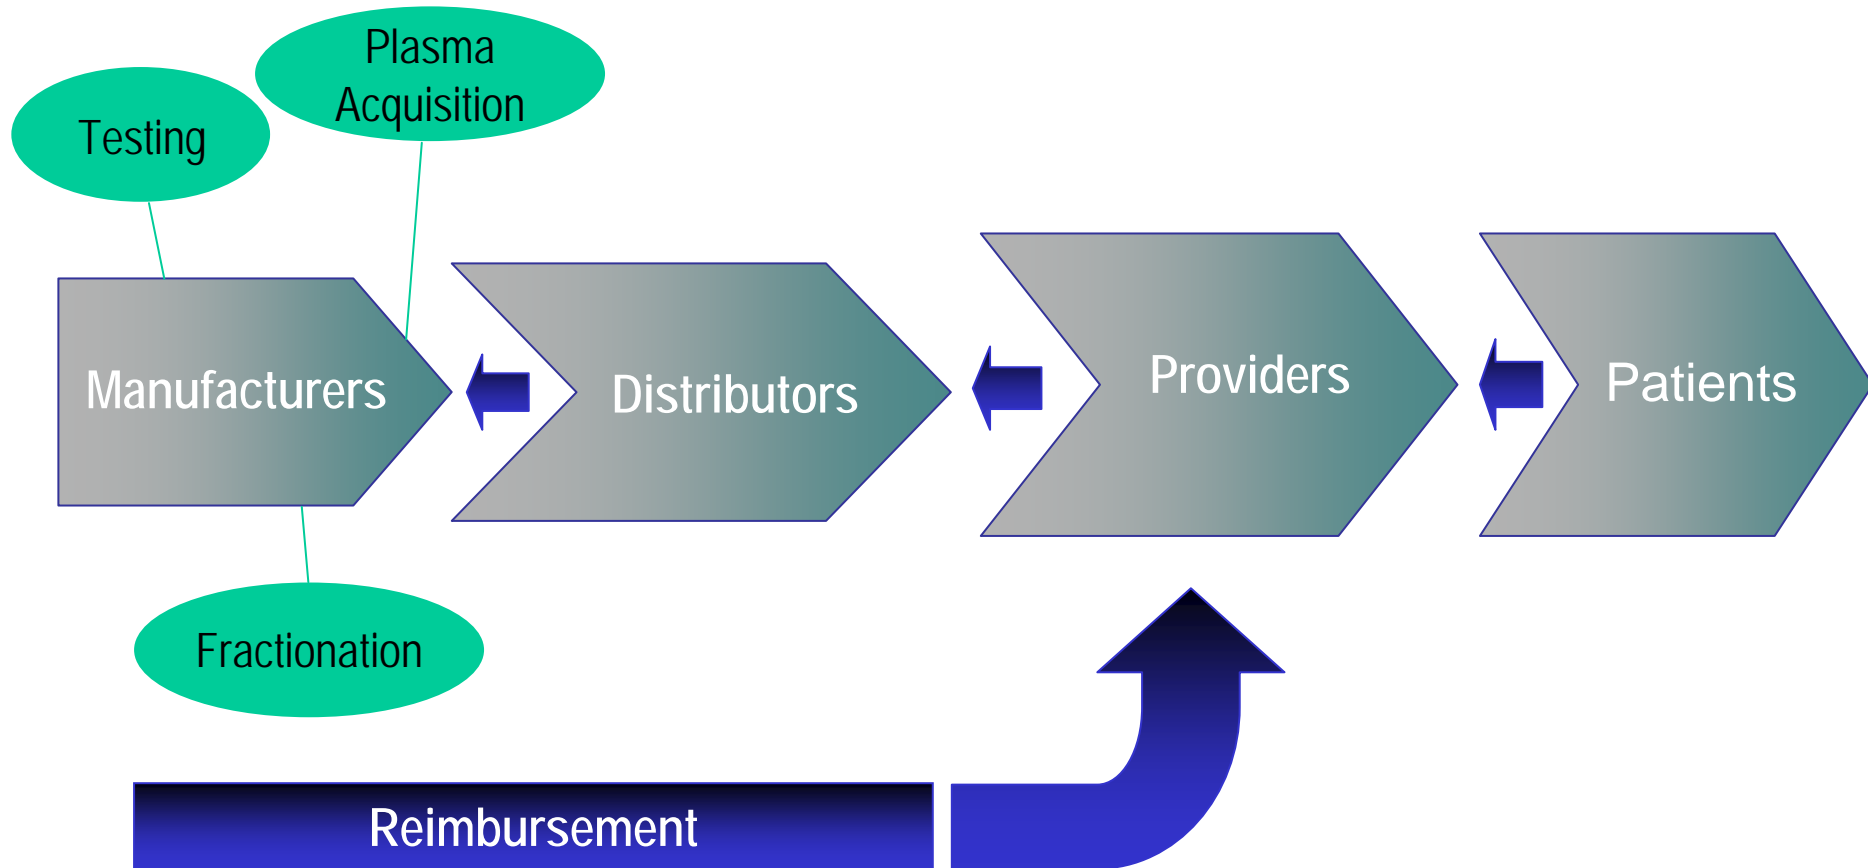 Plasma
Acquisition
Testing
Manufacturers
Distributors
Providers
Patients
Fractionation
Reimbursement